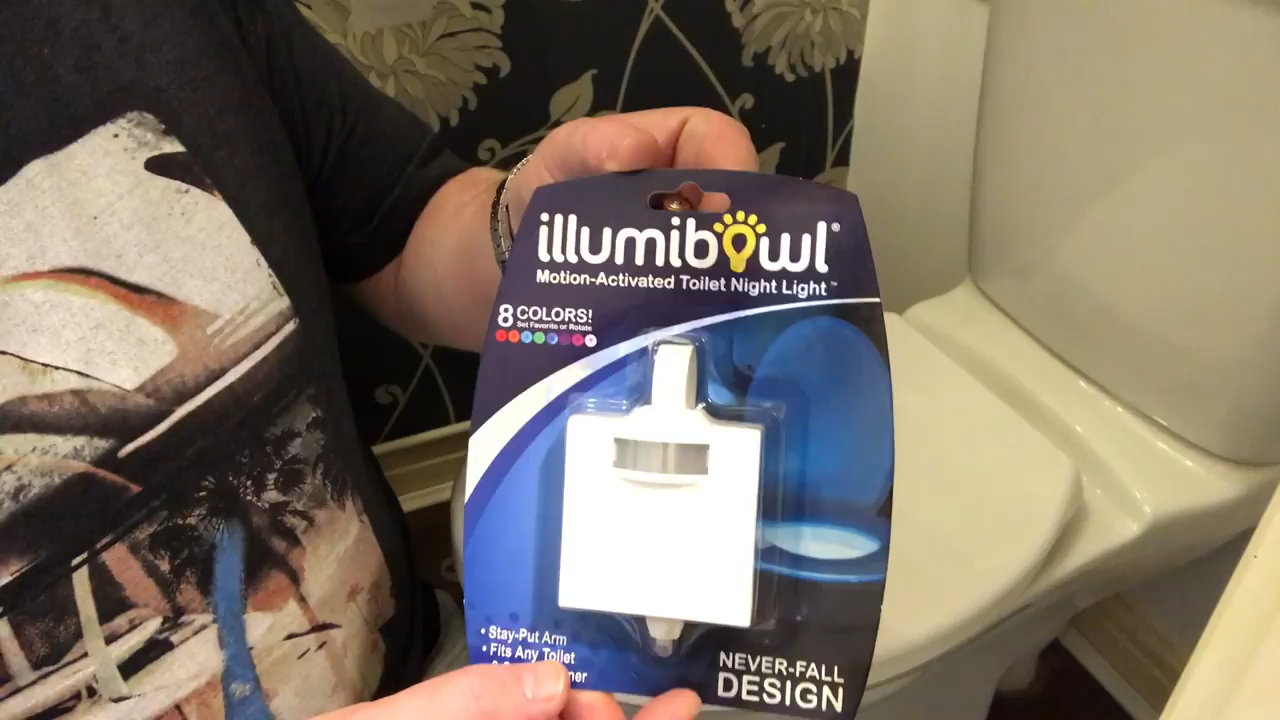 illumibowl®
Motion-Activated Toilet Night Light™
8 COLORS!
Set Favorite or Rotate
• Stay-Put Arm
• Fits Any Toilet
NEVER-FALL
DESIGN